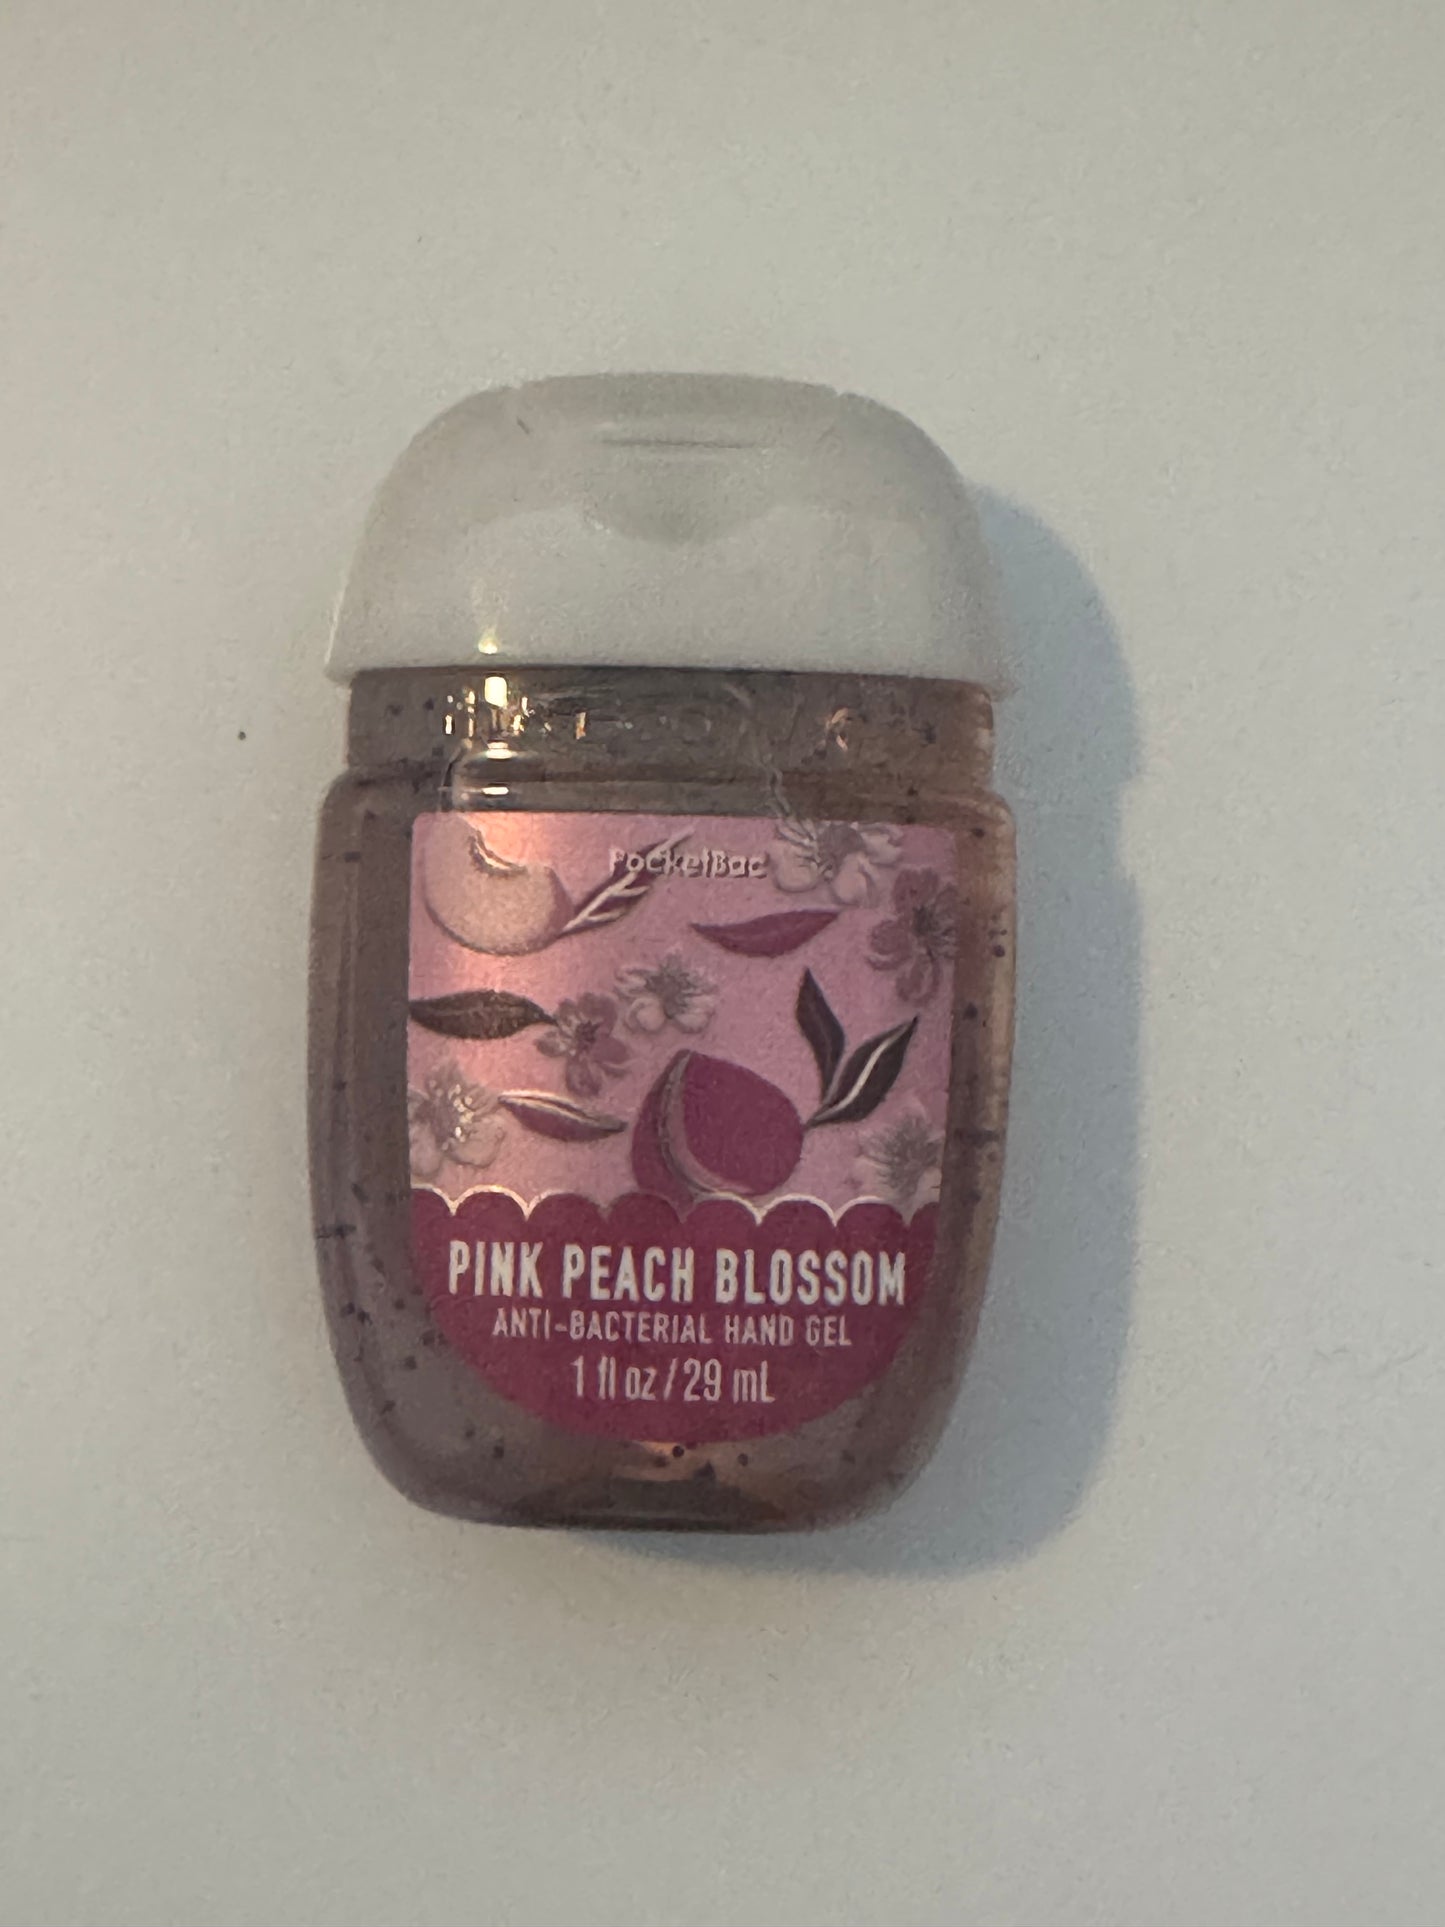 PocketBac
PINK PEACH BLOSSOM
ANTI-BACTERIAL HAND GEL
1 fl oz / 29 mL